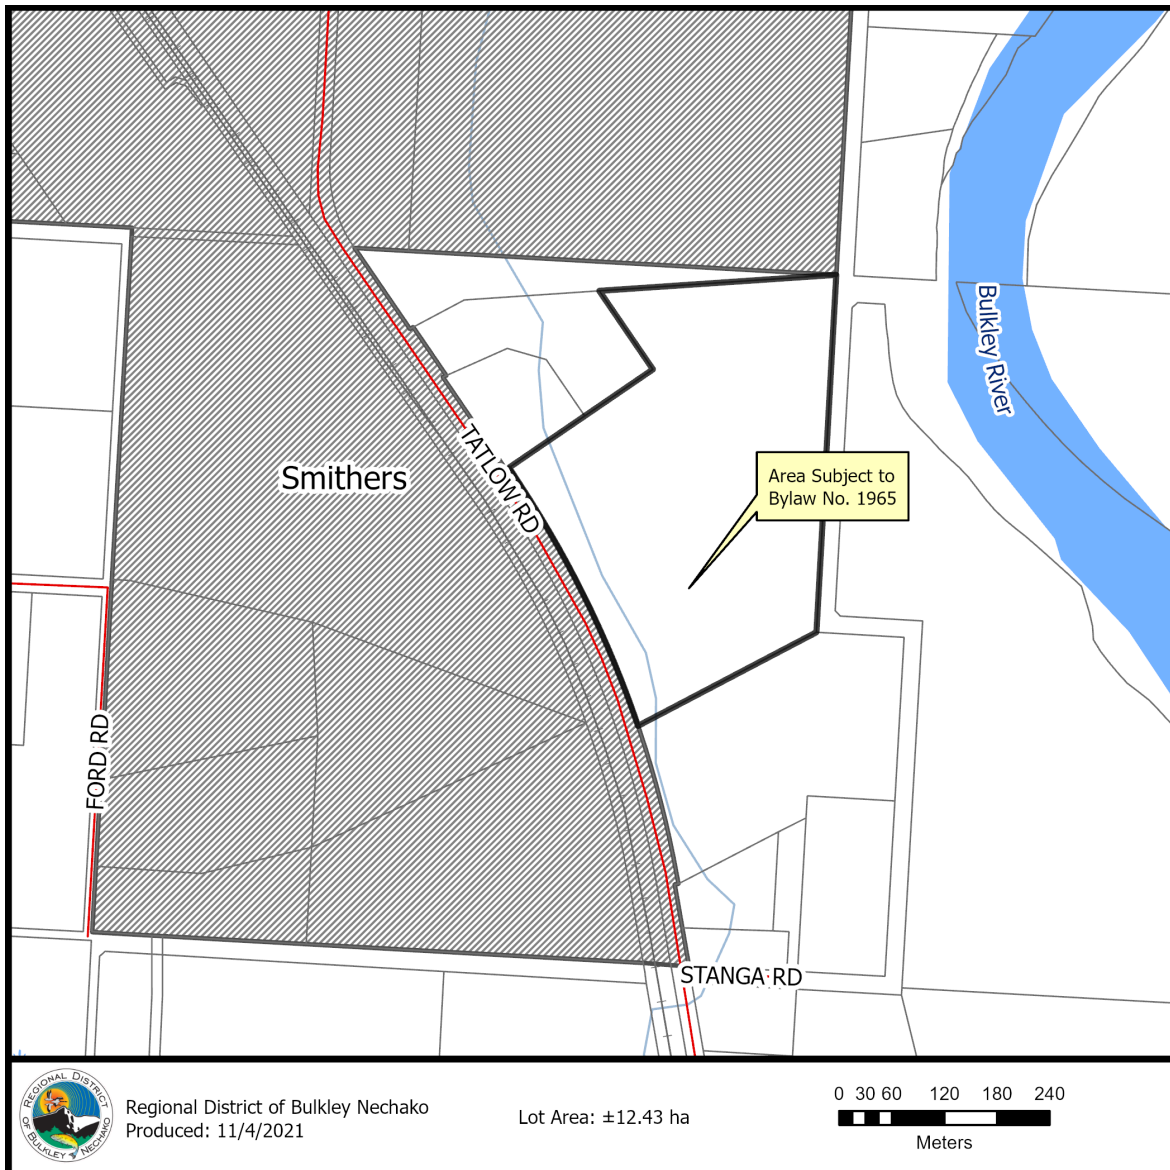 Bulkley River
Area Subject to
Bylaw No. 1965
Smithers
TATLOW RD
FORD RD
STANGA RD
REGIONAL DISTRICT
OF BULKLEY NECHAKO
Regional District of Bulkley Nechako
Produced: 11/4/2021
Lot Area: ±12.43 ha
0 30 60 120 180 240
Meters